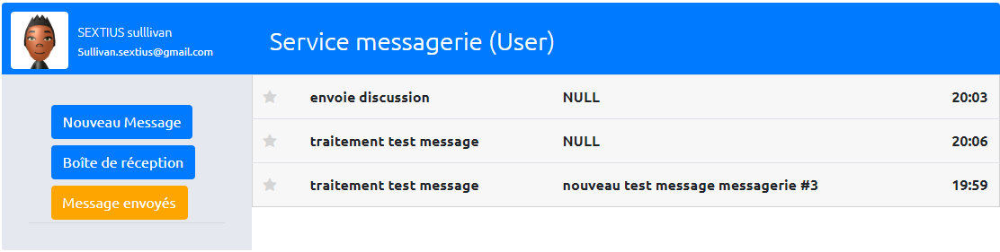 SEXTIUS sulllivan
Sullivan.sextius@gmail.com
Service messagerie (User)
Nouveau Message
Boîte de réception
Message envoyés
envoie discussion NULL 20:03
traitement test message NULL 20:06
traitement test message nouveau test message messagerie #3 19:59